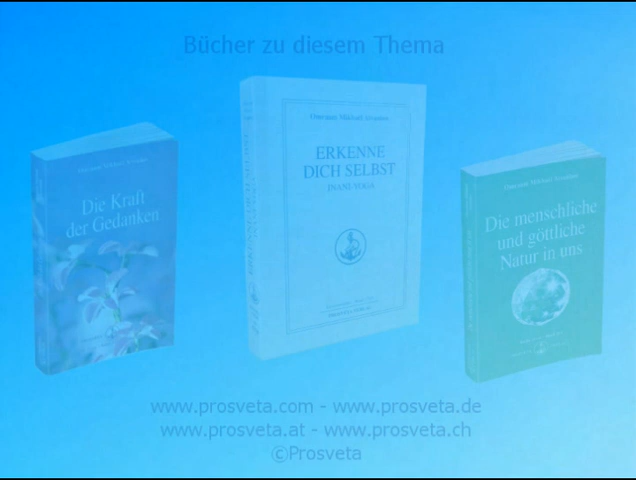 Bücher zu diesem Thema
Omraam Mikhaël Aïvanhov
Die Kraft
der Gedanken
Omraam Mikhaël Aïvanhov
ERKENNE
DICH SELBST
JNANI-YOGA
Omraam Mikhaël Aïvanhov
Die menschliche
und göttliche
Natur in uns
www.prosveta.com - www.prosveta.de
www.prosveta.at - www.prosveta.ch
©Prosveta